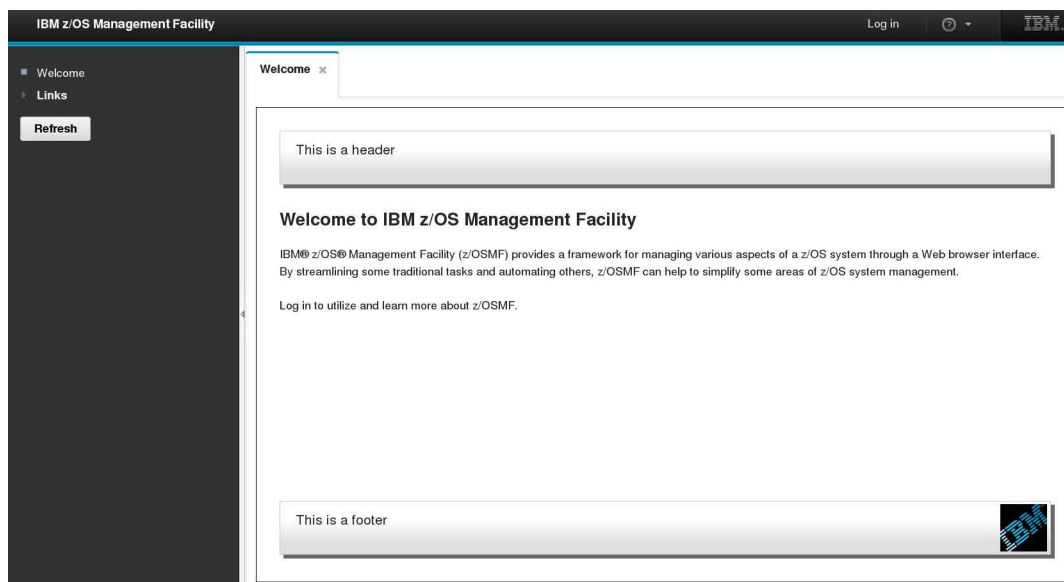 IBM z/OS Management Facility
Log in
IBM.
Welcome
Links
Refresh
Welcome
This is a header
Welcome to IBM z/OS Management Facility
IBM® z/OS® Management Facility (z/OSMF) provides a framework for managing various aspects of a z/OS system through a Web browser interface.
By streamlining some traditional tasks and automating others, z/OSMF can help to simplify some areas of z/OS system management.
Log in to utilize and learn more about z/OSMF.
This is a footer
IBM